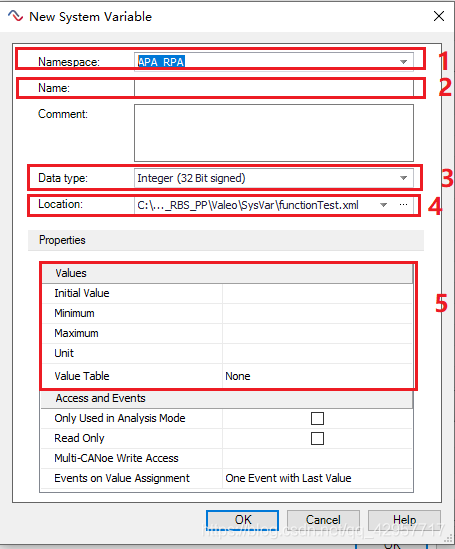 New System Variable
Namespace: APA_RPA 1
Name: 2
Comment:
Data type: Integer (32 Bit signed) 3
Location: C:\..._RBS_PP\Valeo\SysVar\functionTest.xml ... 4
Properties
Values
Initial Value
Minimum
Maximum
Unit
5
Value Table None
Access and Events
Only Used in Analysis Mode
Read Only
Multi-CANoe Write Access
Events on Value Assignment One Event with Last Value
OK Cancel Help
https://blog.csdn.net/qq_42957717
OK